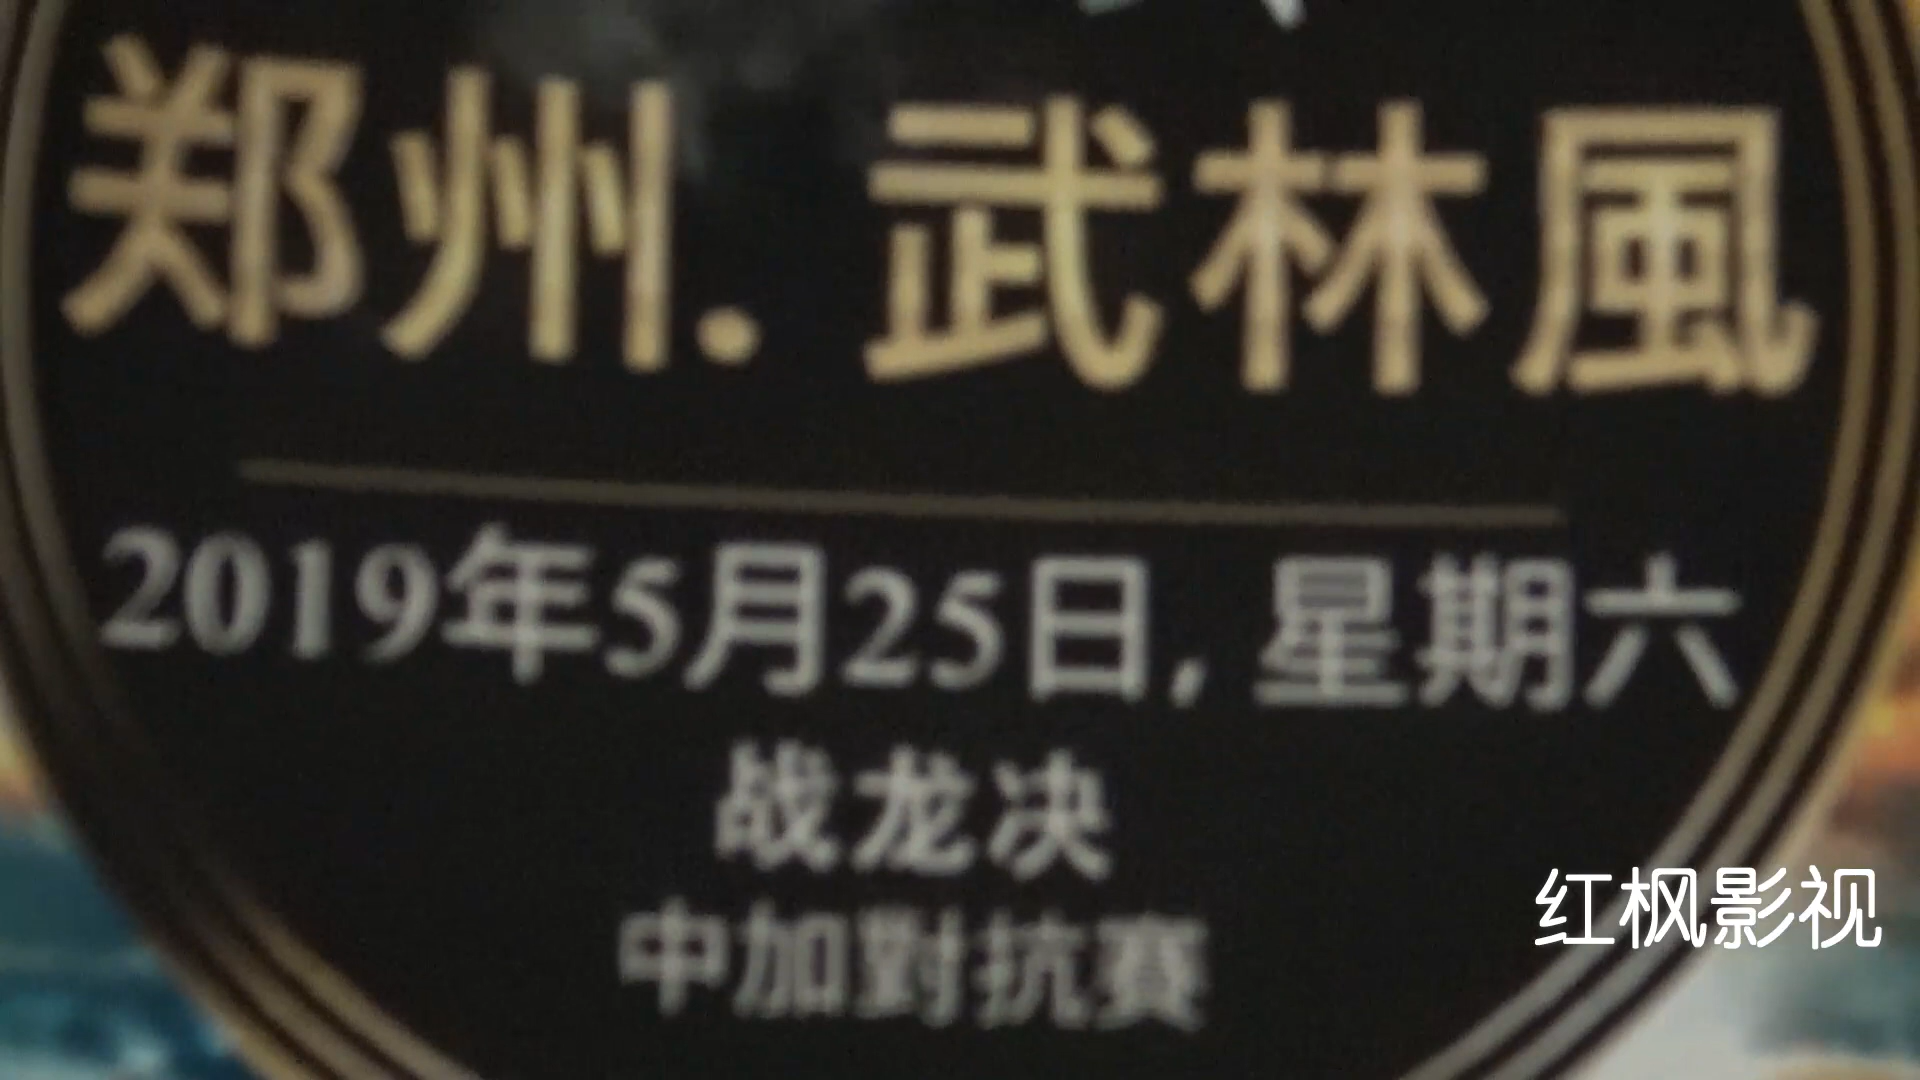 郑州. 武林風
2019年5月25日, 星期六
战龙决
中加對抗賽
红枫影视